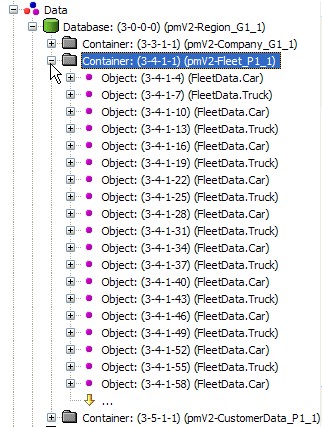 Data
Database: (3-0-0-0) (pmV2-Region_G1_1)
Container: (3-3-1-1) (pmV2-Company_G1_1)
Container: (3-4-1-1) (pmV2-Fleet_P1_1)
Object: (3-4-1-4) (FleetData.Car)
Object: (3-4-1-7) (FleetData.Truck)
Object: (3-4-1-10) (FleetData.Car)
Object: (3-4-1-13) (FleetData.Truck)
Object: (3-4-1-16) (FleetData.Car)
Object: (3-4-1-19) (FleetData.Truck)
Object: (3-4-1-22) (FleetData.Car)
Object: (3-4-1-25) (FleetData.Truck)
Object: (3-4-1-28) (FleetData.Car)
Object: (3-4-1-31) (FleetData.Truck)
Object: (3-4-1-34) (FleetData.Car)
Object: (3-4-1-37) (FleetData.Truck)
Object: (3-4-1-40) (FleetData.Car)
Object: (3-4-1-43) (FleetData.Truck)
Object: (3-4-1-46) (FleetData.Car)
Object: (3-4-1-49) (FleetData.Truck)
Object: (3-4-1-52) (FleetData.Car)
Object: (3-4-1-55) (FleetData.Truck)
Object: (3-4-1-58) (FleetData.Car)
...
Container: (3-5-1-1) (pmV2-CustomerData_P1_1)